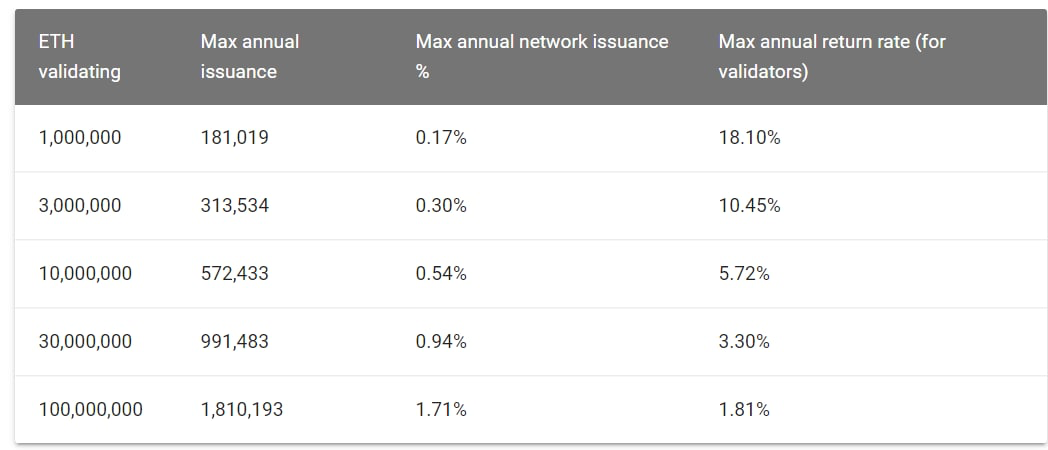 ETH validating	Max annual issuance	Max annual network issuance %	Max annual return rate (for validators)
1,000,000	181,019	0.17%	18.10%
3,000,000	313,534	0.30%	10.45%
10,000,000	572,433	0.54%	5.72%
30,000,000	991,483	0.94%	3.30%
100,000,000	1,810,193	1.71%	1.81%